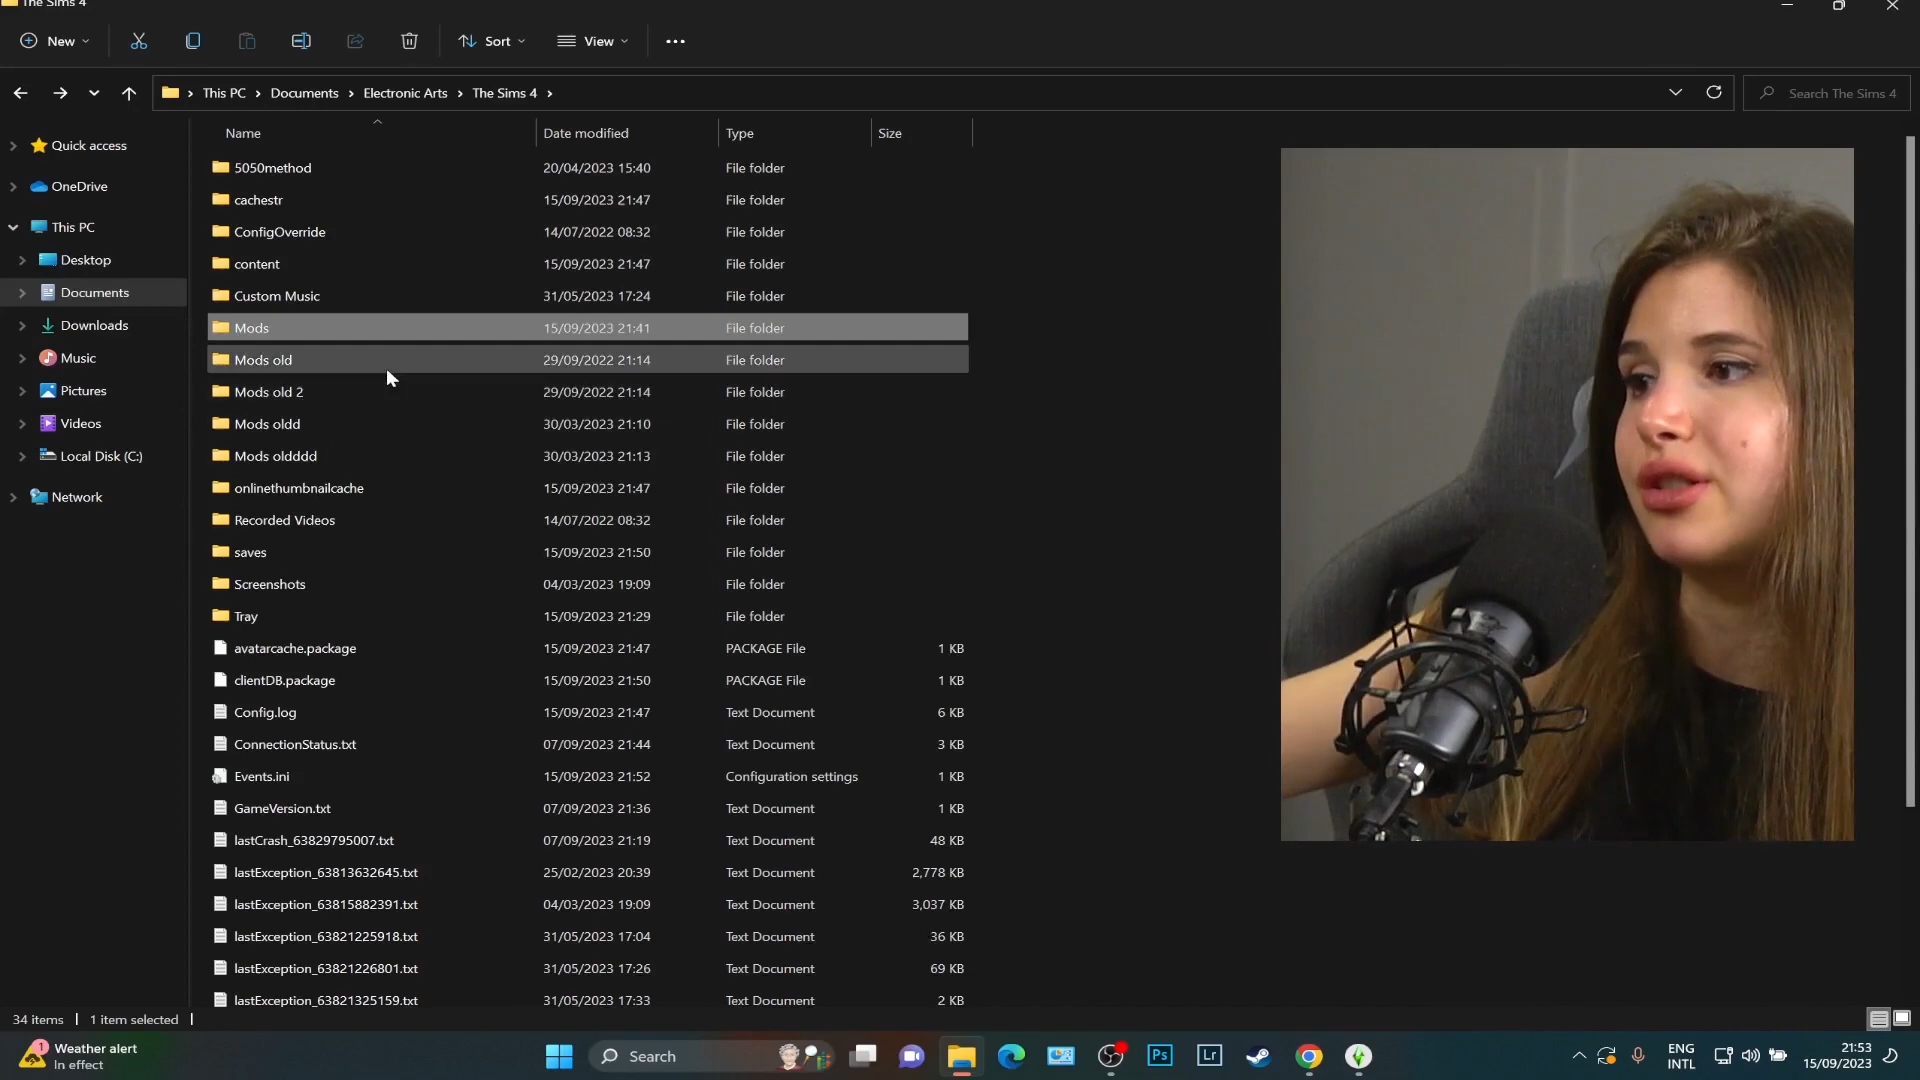 The Sims 4
New
Sort
View
This PC
Documents
Electronic Arts
The Sims 4
Search The Sims 4
Quick access
OneDrive
This PC
Desktop
Documents
Downloads
Music
Pictures
Videos
Local Disk (C:)
Network
Name Date modified Type Size
5050method 20/04/2023 15:40 File folder
cachestr 15/09/2023 21:47 File folder
ConfigOverride 14/07/2022 08:32 File folder
content 15/09/2023 21:47 File folder
Custom Music 31/05/2023 17:24 File folder
Mods 15/09/2023 21:41 File folder
Mods old 29/09/2022 21:14 File folder
Mods old 2 29/09/2022 21:14 File folder
Mods oldd 30/03/2023 21:10 File folder
Mods oldddd 30/03/2023 21:13 File folder
onlinethumbnailcache 15/09/2023 21:47 File folder
Recorded Videos 14/07/2022 08:32 File folder
saves 15/09/2023 21:50 File folder
Screenshots 04/03/2023 19:09 File folder
Tray 15/09/2023 21:29 File folder
avatarcache.package 15/09/2023 21:47 PACKAGE File 1 KB
clientDB.package 15/09/2023 21:50 PACKAGE File 1 KB
Config.log 15/09/2023 21:47 Text Document 6 KB
ConnectionStatus.txt 07/09/2023 21:44 Text Document 3 KB
Events.ini 15/09/2023 21:52 Configuration settings 1 KB
GameVersion.txt 07/09/2023 21:36 Text Document 1 KB
lastCrash_63829795007.txt 07/09/2023 21:19 Text Document 48 KB
lastException_63813632645.txt 25/02/2023 20:39 Text Document 2,778 KB
lastException_63815882391.txt 04/03/2023 19:09 Text Document 3,037 KB
lastException_63821225918.txt 31/05/2023 17:04 Text Document 36 KB
lastException_63821226801.txt 31/05/2023 17:26 Text Document 69 KB
lastException_63821325159.txt 31/05/2023 17:33 Text Document 2 KB
34 items 1 item selected
1
Weather alert
In effect
Search
Ps
Lr
ENG
INTL
21:53
15/09/2023